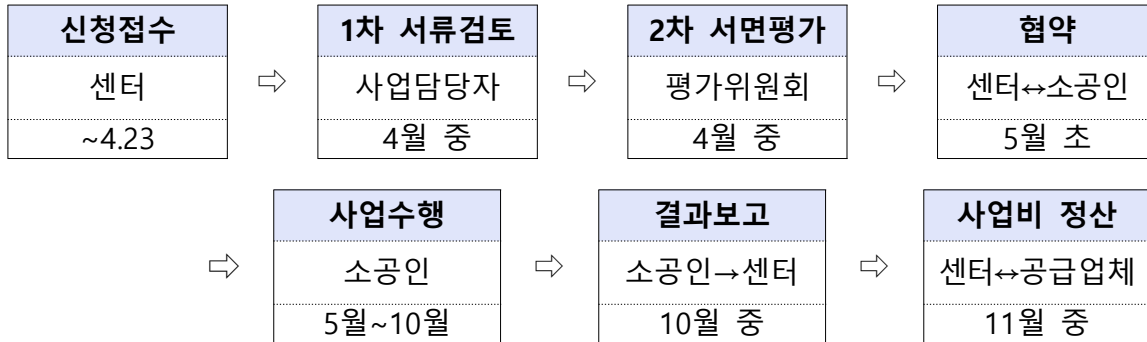 신청접수 1차 서류검토 2차 서면평가 협약
센터 ⇨ 사업담당자 ⇨ 평가위원회 ⇨ 센터↔소공인
~4.23 4월 중 4월 중 5월 초
사업수행 결과보고 사업비 정산
⇨ 소공인 ⇨ 소공인→센터 ⇨ 센터↔공급업체
5월~10월 10월 중 11월 중